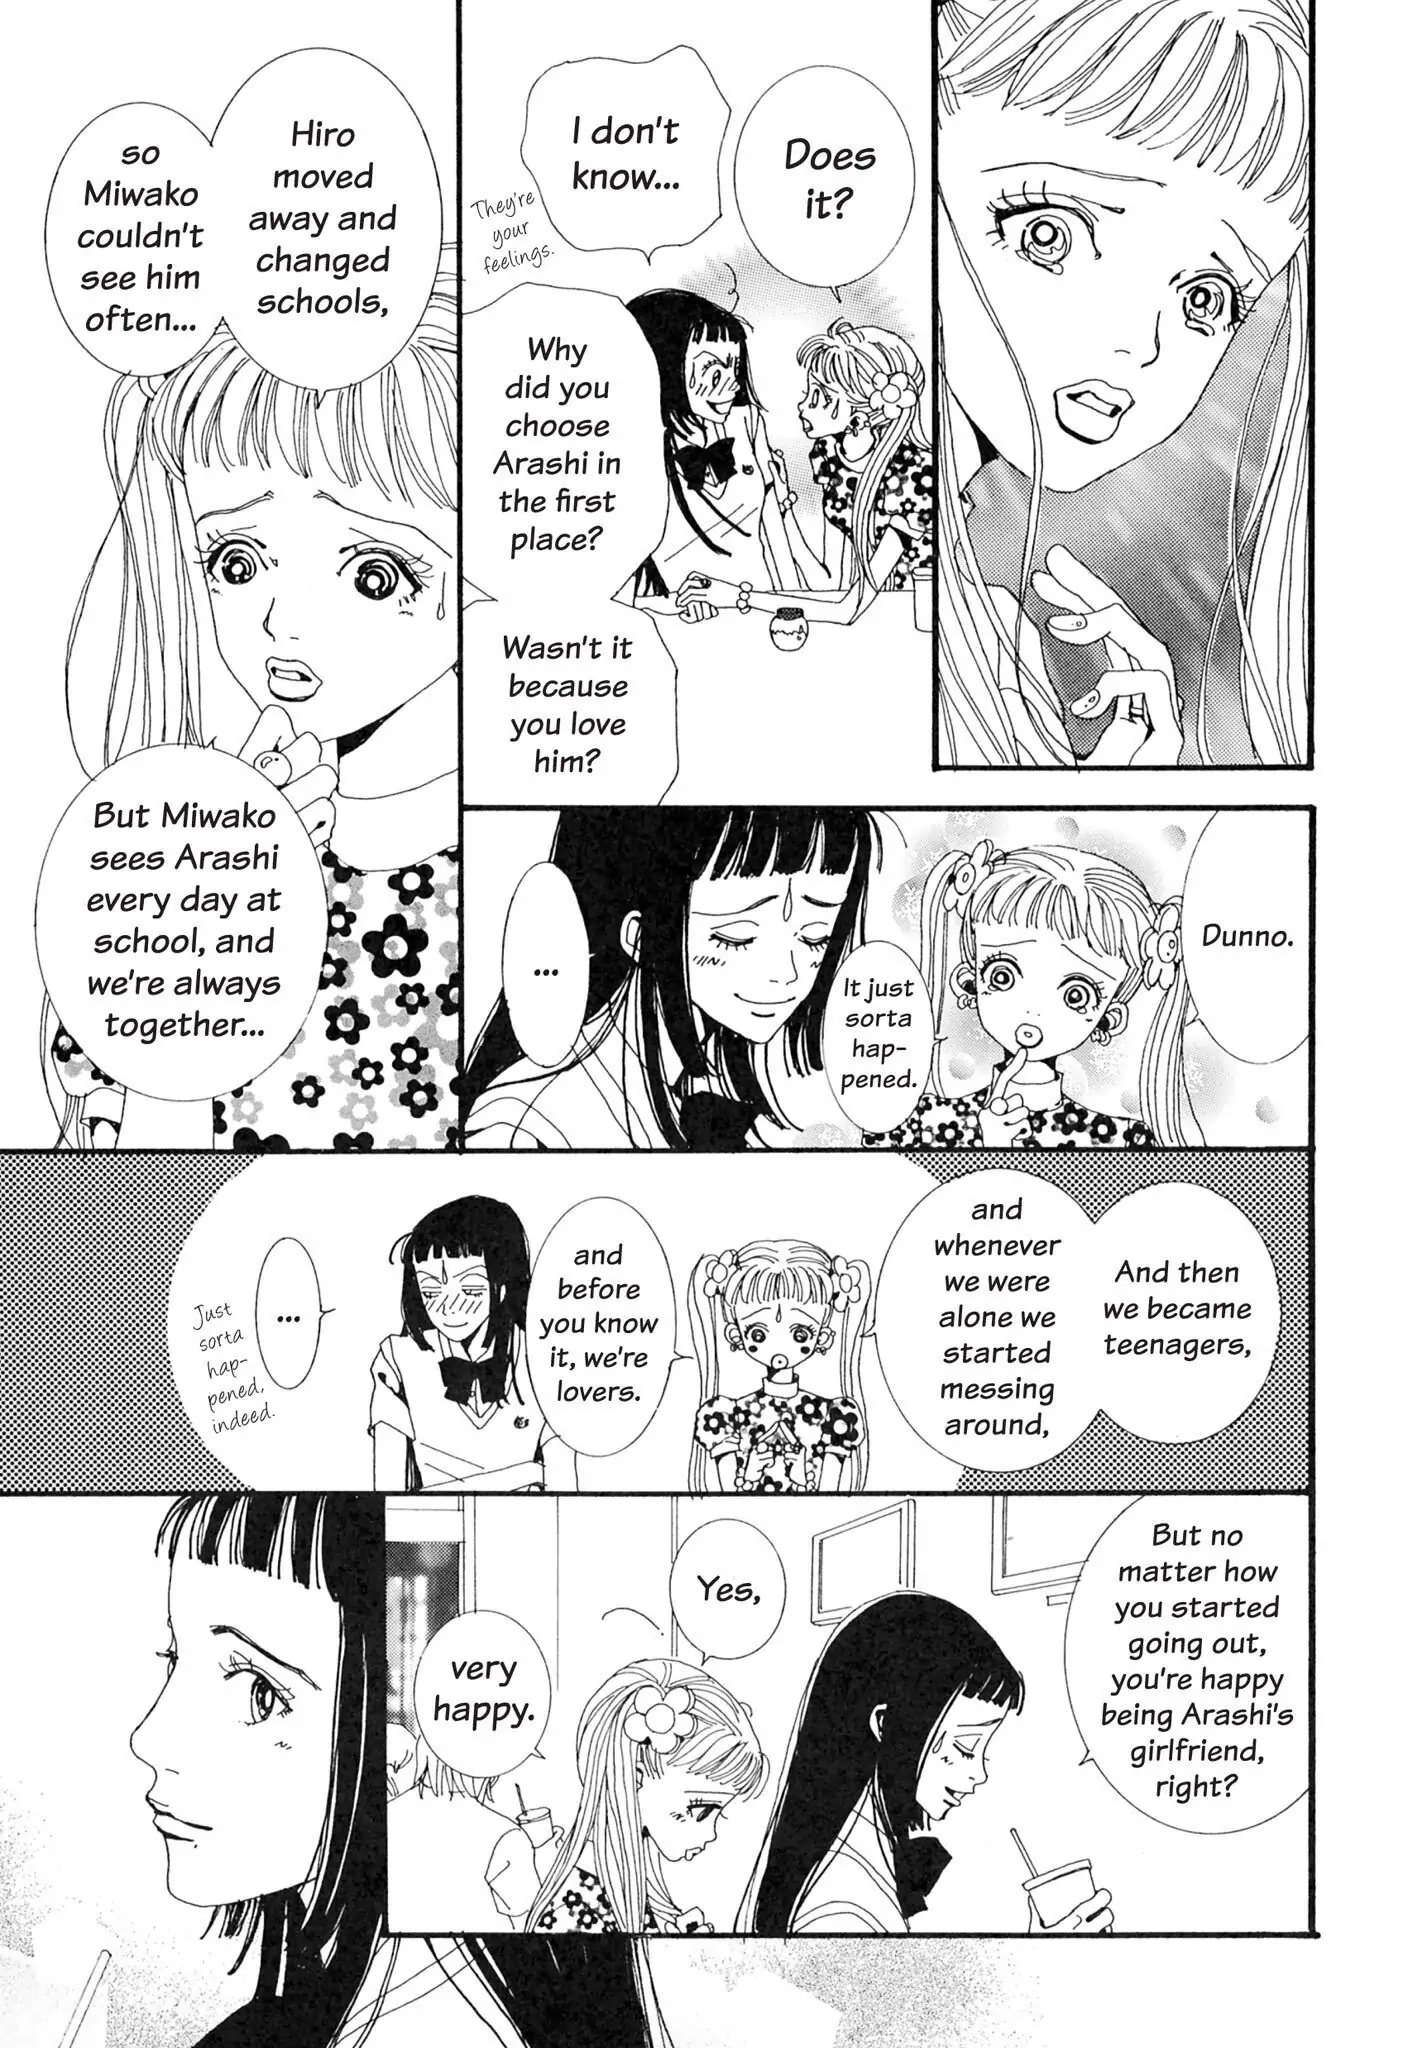 Does
it?
I don't
know...
They're
your
feelings.
Why
did you
choose
Arashi in
the first
place?
Wasn't it
because
you love
him?
Hiro
moved
away and
changed
schools,
so
Miwako
couldn't
see him
often...
But Miwako
sees Arashi
every day at
school, and
we're always
together...
Dunno.
It just
sorta
hap-
pened.
...
And then
we became
teenagers,
and
whenever
we were
alone we
started
messing
around,
and
before
you know
it, we're
lovers.
...
Just
sorta
hap-
pened,
indeed.
But no
matter how
you started
going out,
you're happy
being Arashi's
girlfriend,
right?
Yes,
very
happy.